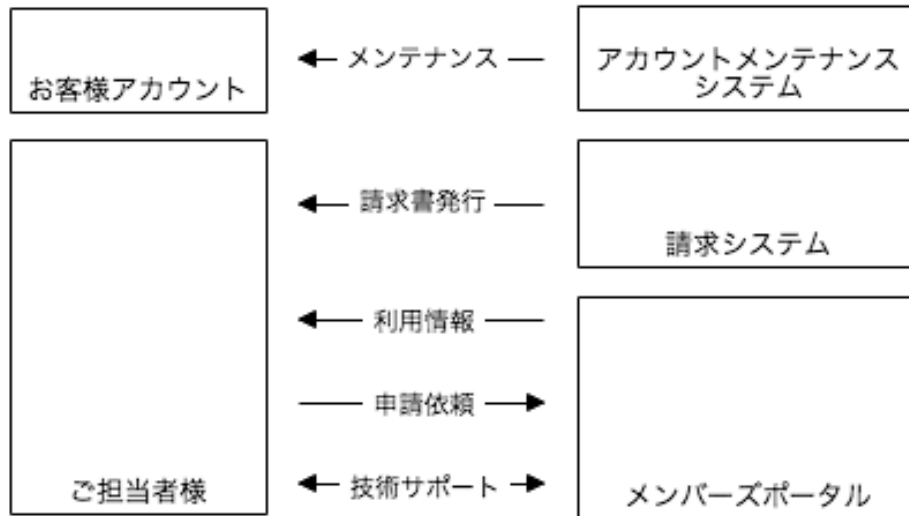 お客様アカウント
メンテナンス
アカウントメンテナンス
システム
請求書発行
請求システム
利用情報
申請依頼
技術サポート
ご担当者様
メンバーズポータル